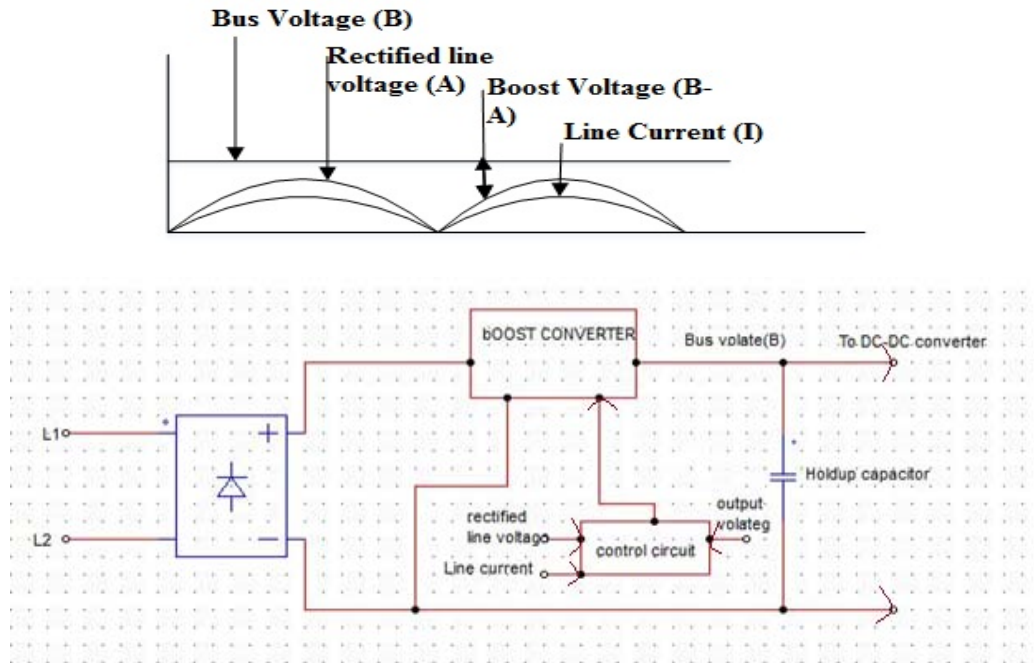 Bus Voltage (B)
Rectified line
voltage (A)
Boost Voltage (B-
A)
Line Current (I)
bOOST CONVERTER
Bus volate(B)
To DC-DC converter
L1
+
Holdup capacitor
L2
-
rectified
line voltage
Line current
control circuit
output
volateg